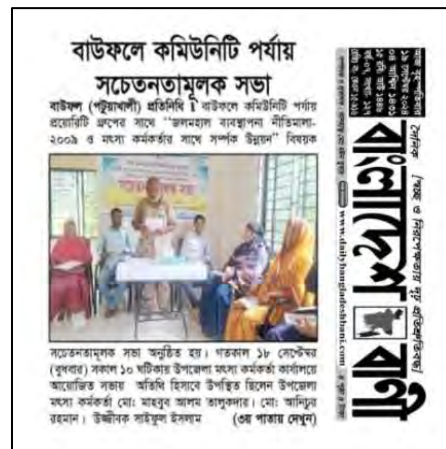 বাউফলে কমিউনিটি পর্যায়
সচেতনতামূলক সভা
বাউফল (পটুয়াখালী) প্রতিনিধি। বাউফলে কমিউনিটি পর্যায়
প্রয়োরিটি গ্রুপের সাথে “জলমহাল ব্যবস্থাপনা নীতিমালা-
২০০৯ ও মৎস্য কর্মকর্তার সাথে সম্পর্ক উন্নয়ন” বিষয়ক
সচেতনতামূলক সভা অনুষ্ঠিত হয়। গতকাল ১৮ সেপ্টেম্বর
(বুধবার) সকাল ১০ ঘটিকায় উপজেলা মৎস্য কর্মকর্তা কার্যালয়ে
আয়োজিত সভায় অতিথি হিসাবে উপস্থিত ছিলেন উপজেলা
মৎস্য কর্মকর্তা মো: মাহবুব আলম তালুকদার। মো: আনিচুর
রহমান। উজ্জীবক সাইফুল ইসলাম (৩য় পাতায় দেখুন)
দৈনিক
বাংলাদেশ বাণী
www.dailybangladeshbani.com